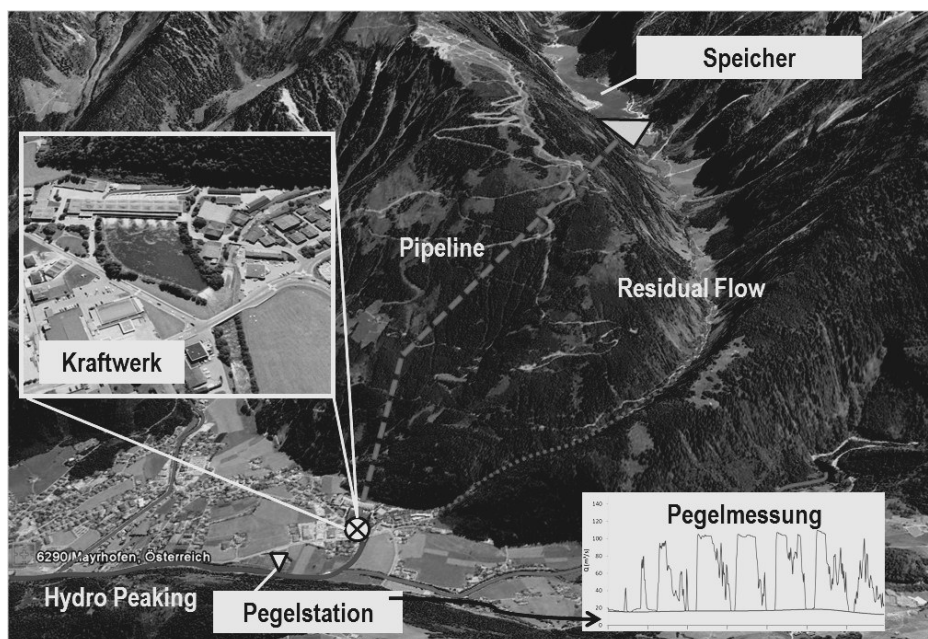 Speicher
Pipeline
Residual Flow
Kraftwerk
6290 Mayrhofen, Österreich
Hydro Peaking
Pegelstation
Pegelmessung
Q [m³/s]
140
120
100
80
60
40
20
0